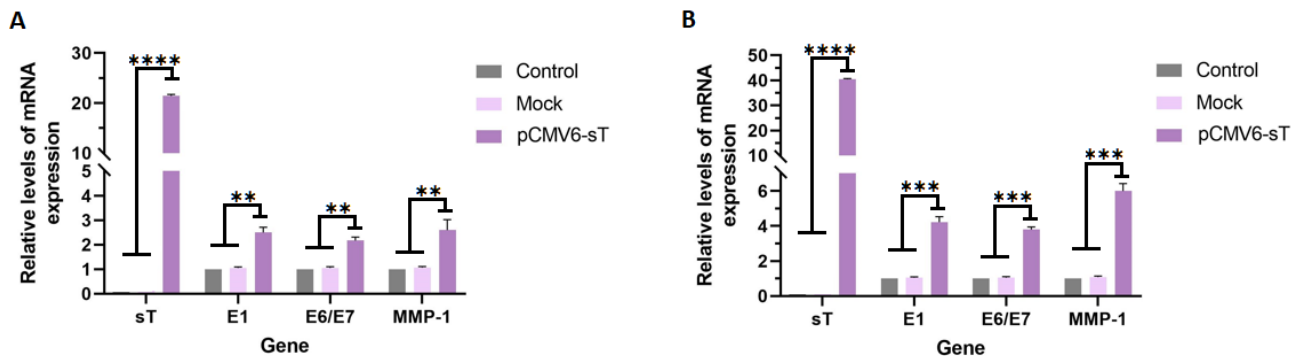 A
Relative levels of mRNA
expression
30
20
10
5
4
3
2
1
0
****
**
**
**
sT
E1
E6/E7
MMP-1
Gene
Control
Mock
pCMV6-sT
B
Relative levels of mRNA
expression
50
40
30
20
10
6
4
2
0
****
***
***
***
sT
E1
E6/E7
MMP-1
Gene
Control
Mock
pCMV6-sT